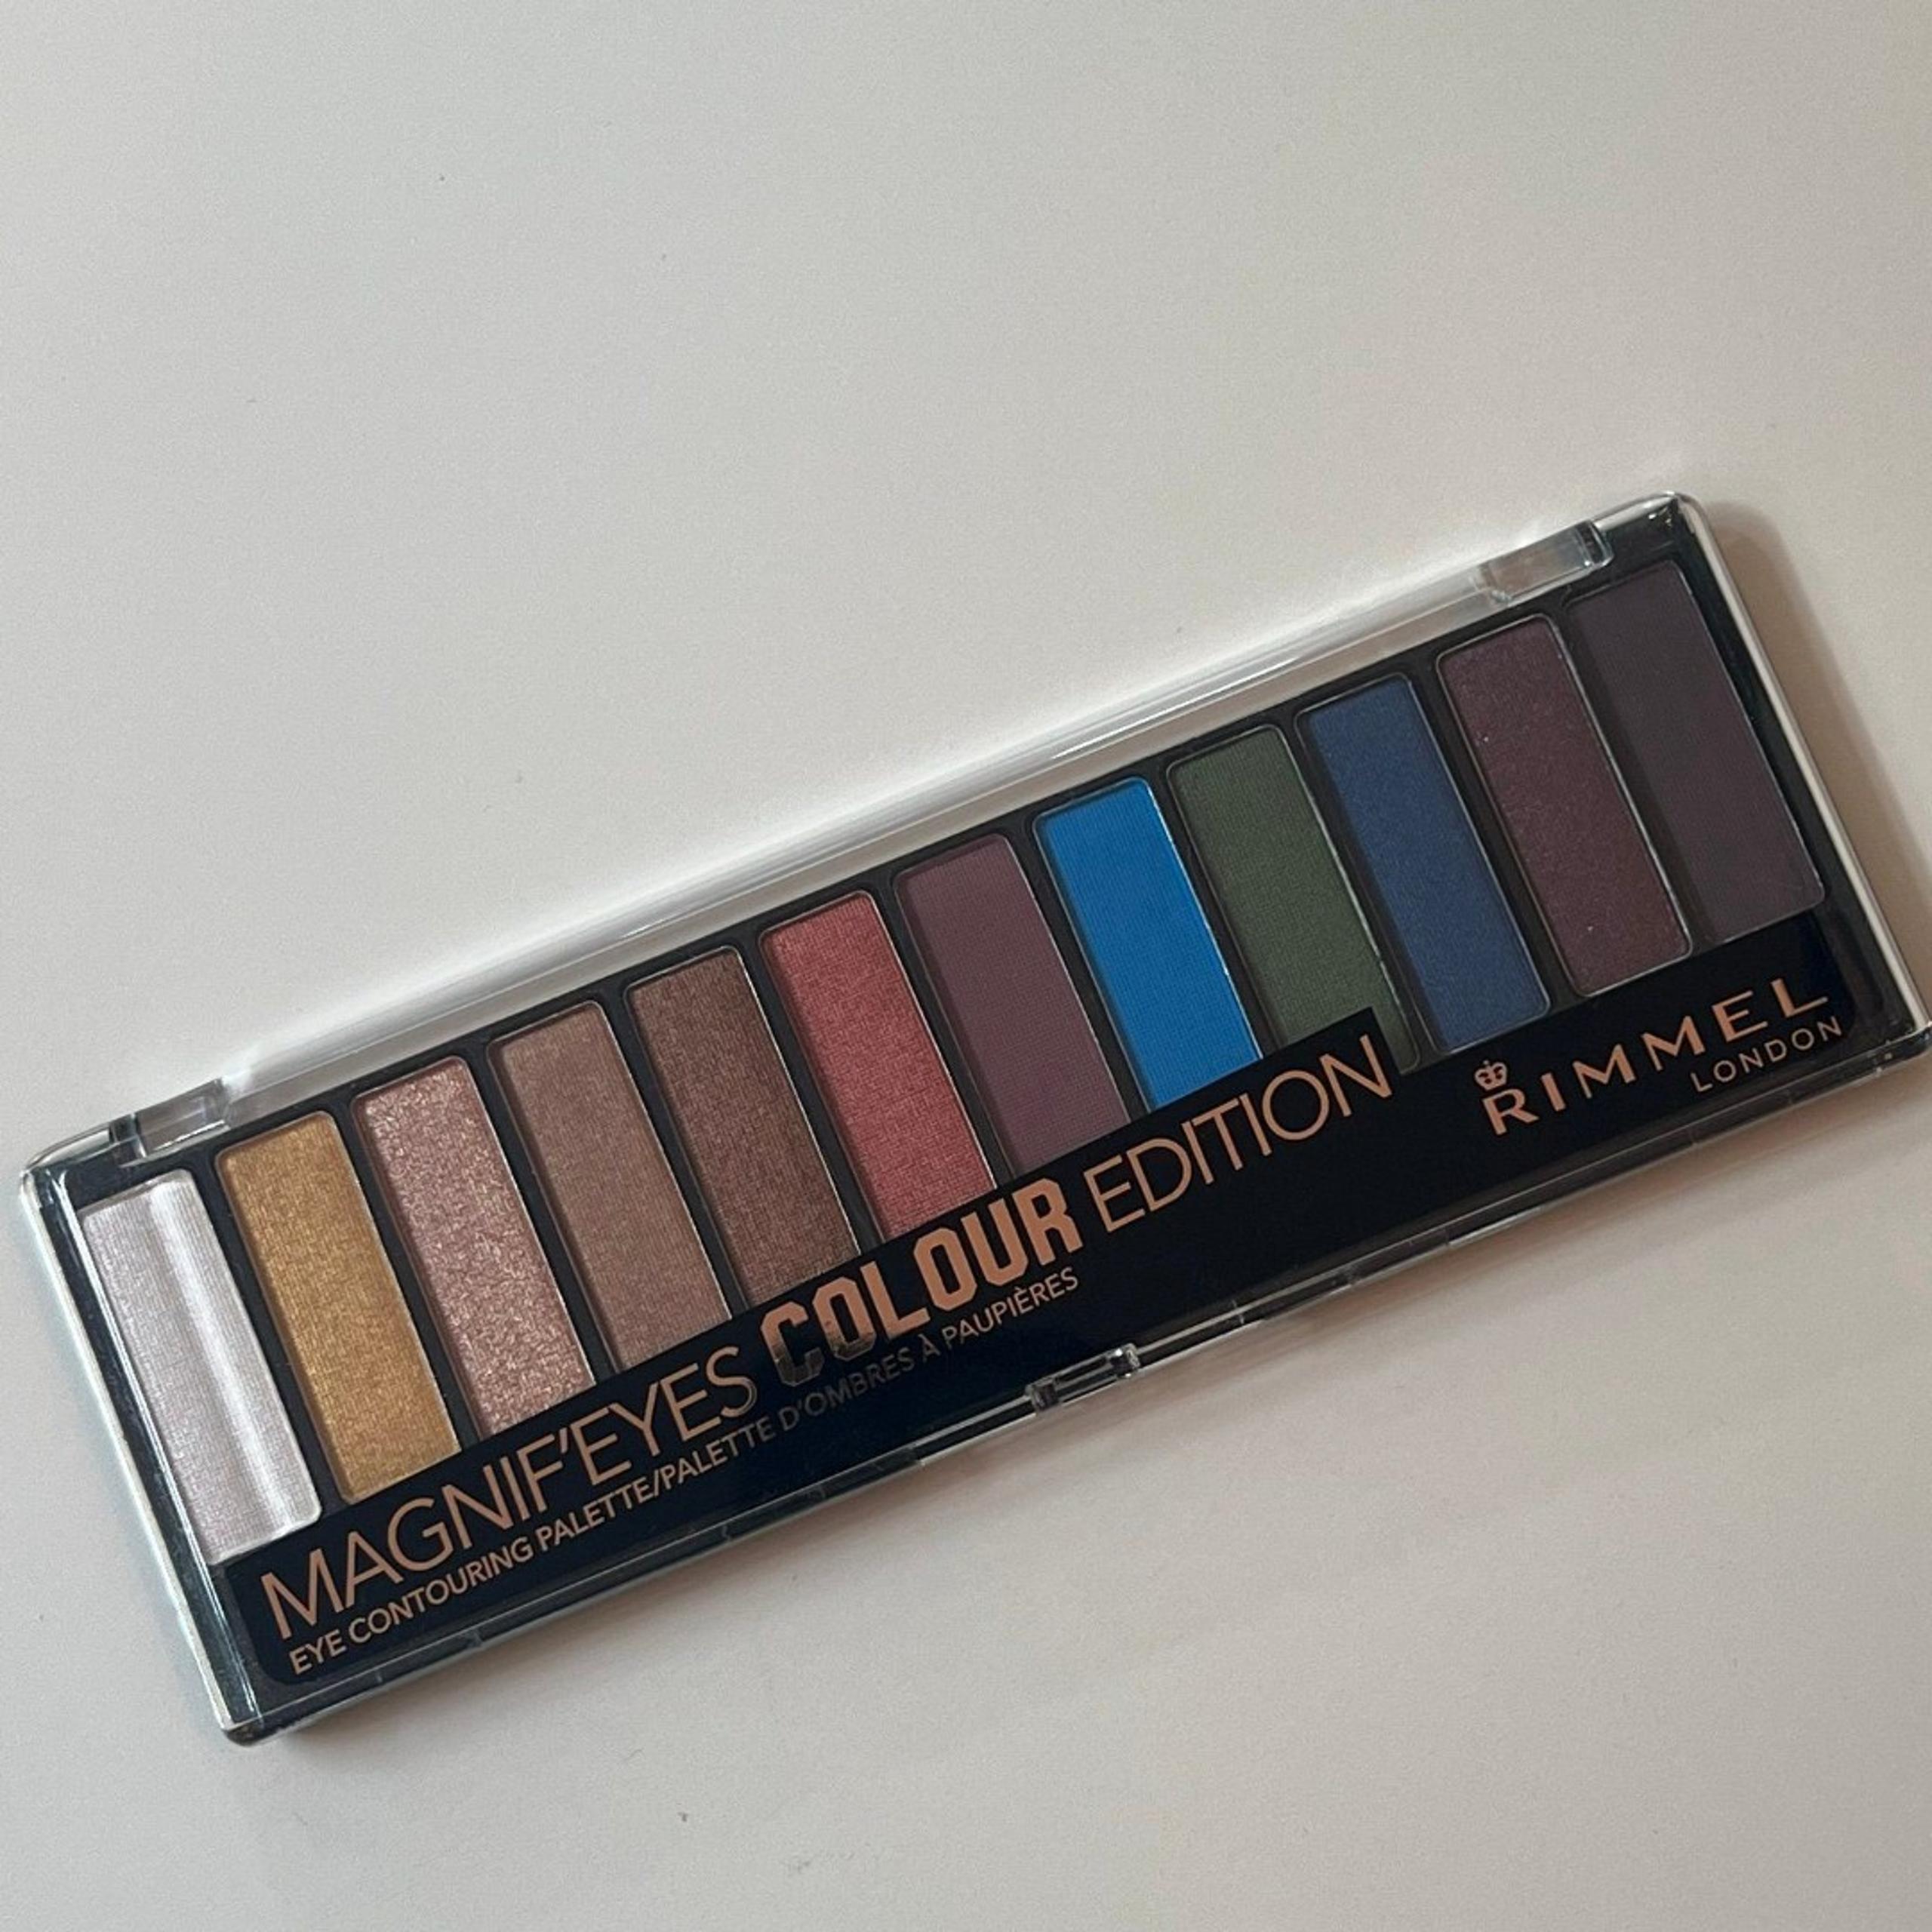 MAGNIF'EYES COLOUR EDITION
EYE CONTOURING PALETTE/PALETTE D'OMBRES À PAUPIÈRES
RIMMEL
LONDON